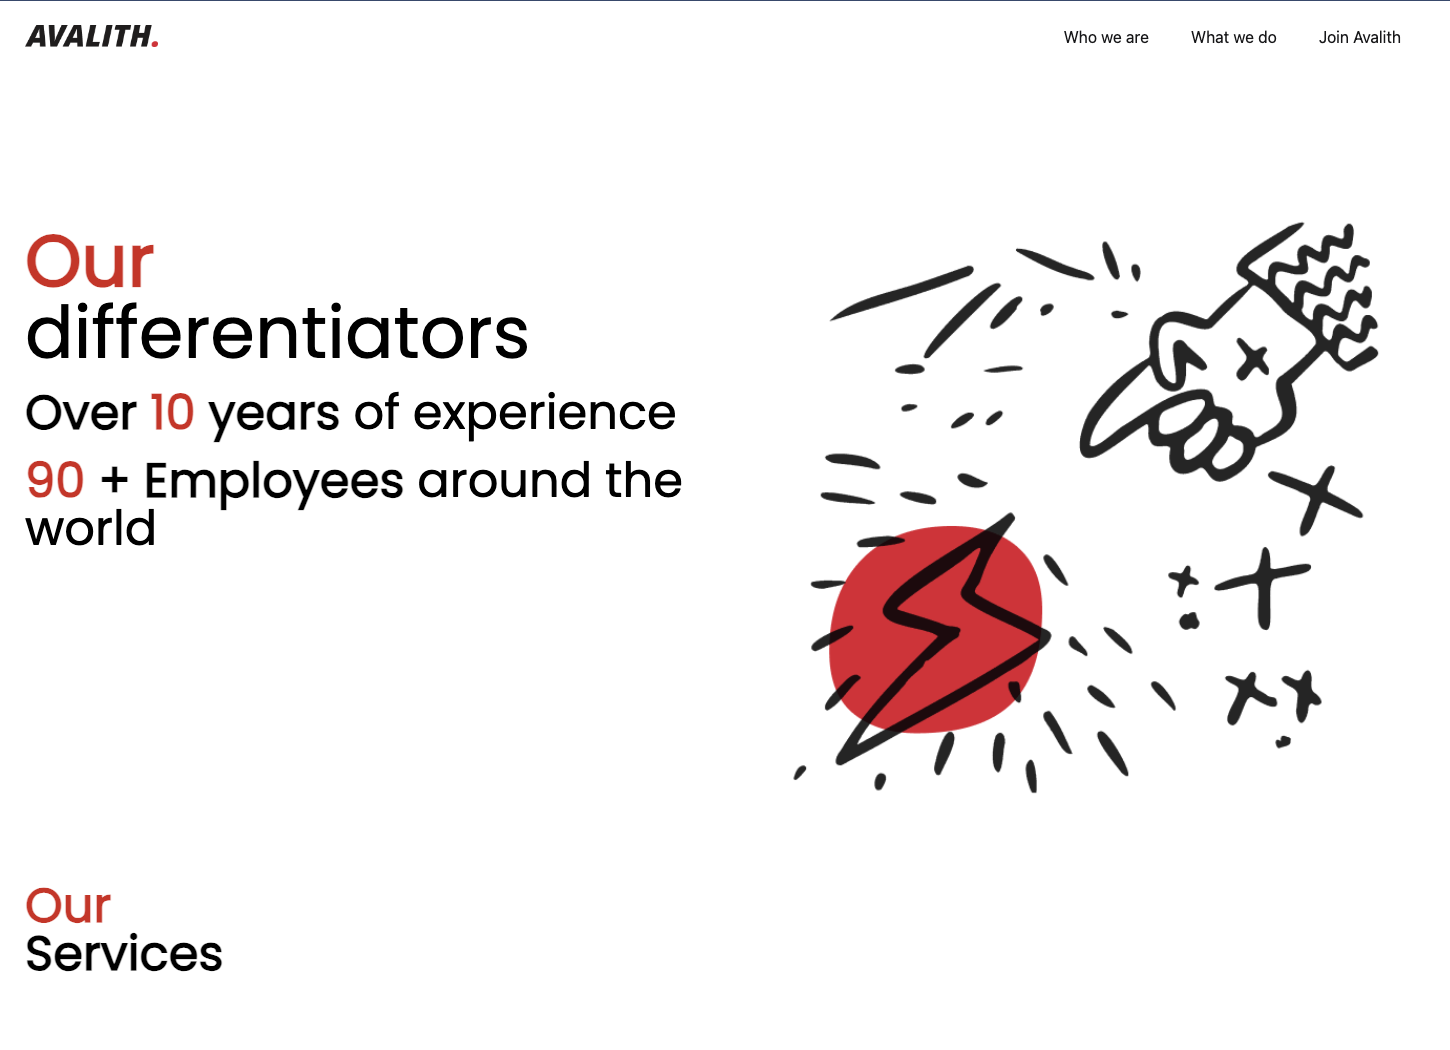 AVALITH.
Who we are
What we do
Join Avalith
Our
differentiators
Over 10 years of experience
90 + Employees around the
world
Our
Services